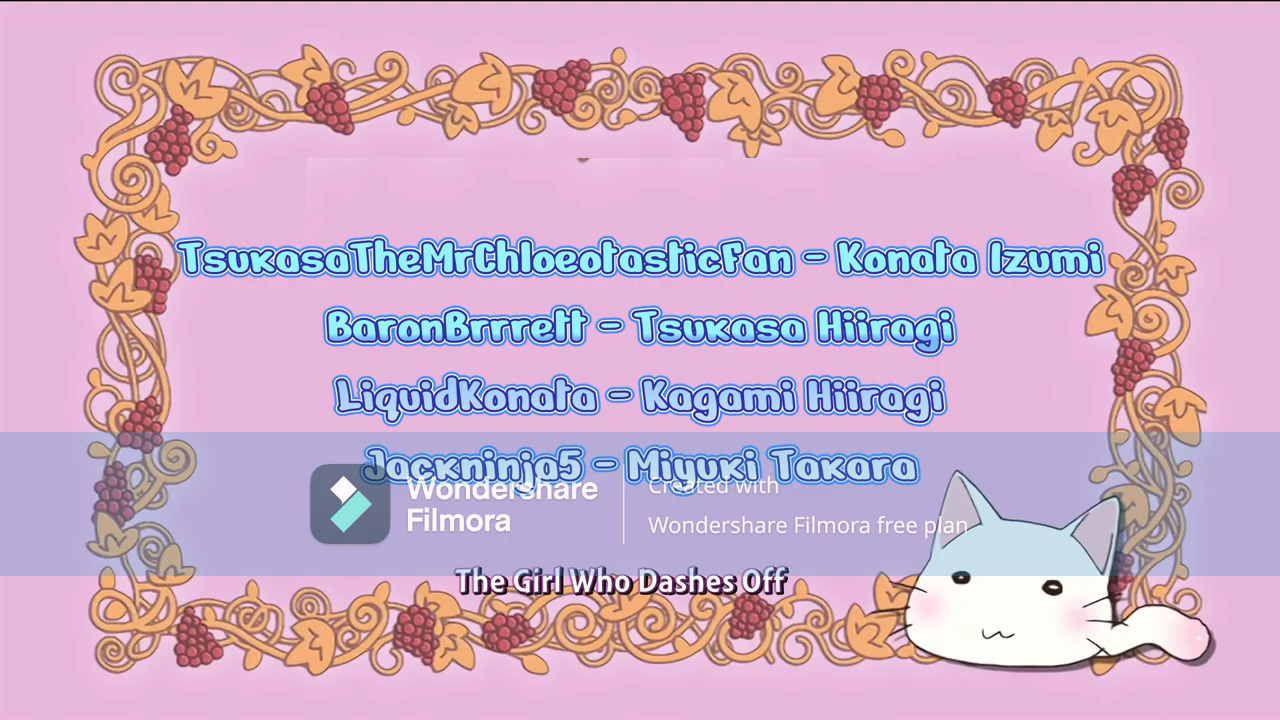 TsukasaTheMrChloeotasticFan - Konata Izumi
BaronBrrrett - Tsukasa Hiiragi
LiquidKonata - Kagami Hiiragi
Jackninja5 - Miyuki Takara
Wondershare
Filmora
Created with
Wondershare Filmora free plan
The Girl Who Dashes Off